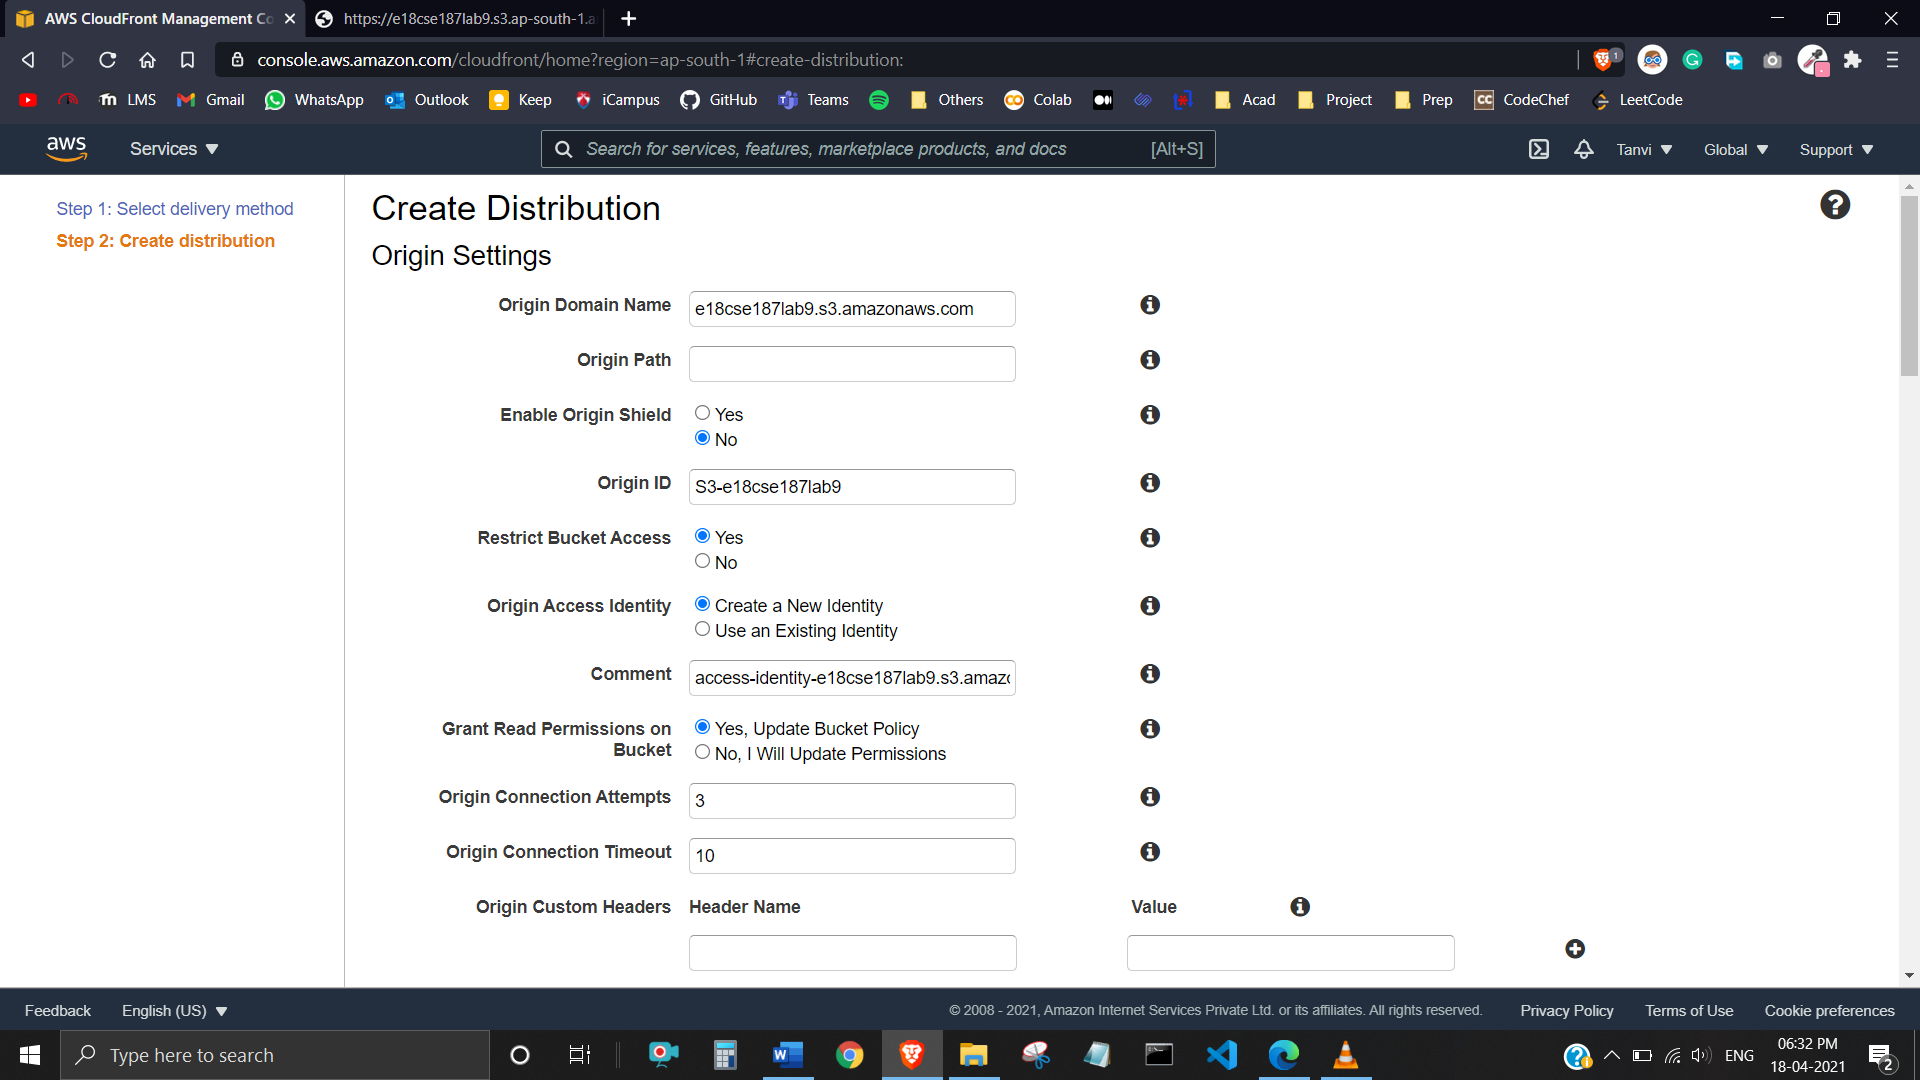 AWS CloudFront Management Co
https://e18cse187lab9.s3.ap-south-1.a
console.aws.amazon.com/cloudfront/home?region=ap-south-1#create-distribution:
1
LMS
Gmail
WhatsApp
Outlook
Keep
iCampus
GitHub
Teams
Others
Colab
Acad
Project
Prep
CC CodeChef
LeetCode
aws
Services
Search for services, features, marketplace products, and docs
[Alt+S]
Tanvi
Global
Support
Step 1: Select delivery method
Step 2: Create distribution
Create Distribution
Origin Settings
Origin Domain Name
e18cse187lab9.s3.amazonaws.com
Origin Path
Enable Origin Shield
Yes
No
Origin ID
S3-e18cse187lab9
Restrict Bucket Access
Yes
No
Origin Access Identity
Create a New Identity
Use an Existing Identity
Comment
access-identity-e18cse187lab9.s3.amazo
Grant Read Permissions on
Bucket
Yes, Update Bucket Policy
No, I Will Update Permissions
Origin Connection Attempts
3
Origin Connection Timeout
10
Origin Custom Headers
Header Name
Value
Feedback
English (US)
© 2008 - 2021, Amazon Internet Services Private Ltd. or its affiliates. All rights reserved.
Privacy Policy
Terms of Use
Cookie preferences
Type here to search
ENG
06:32 PM
18-04-2021
2